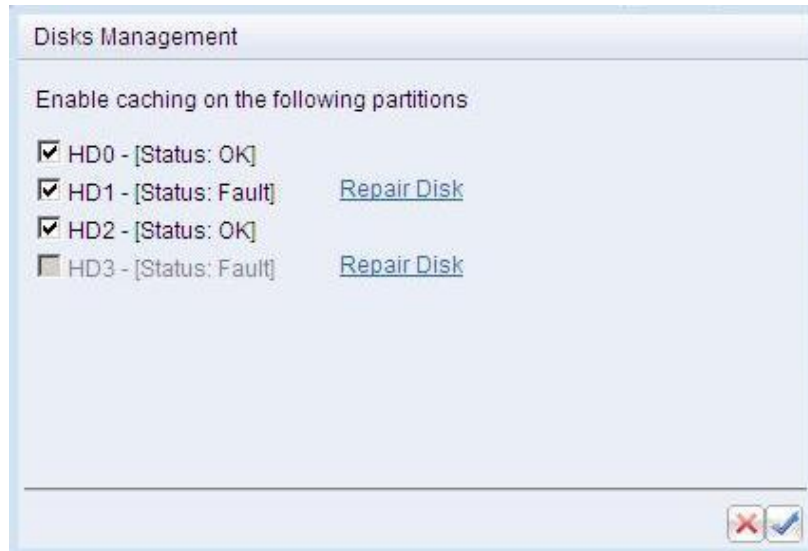 Disks Management
Enable caching on the following partitions
HD0 - [Status: OK]
HD1 - [Status: Fault] Repair Disk
HD2 - [Status: OK]
HD3 - [Status: Fault] Repair Disk